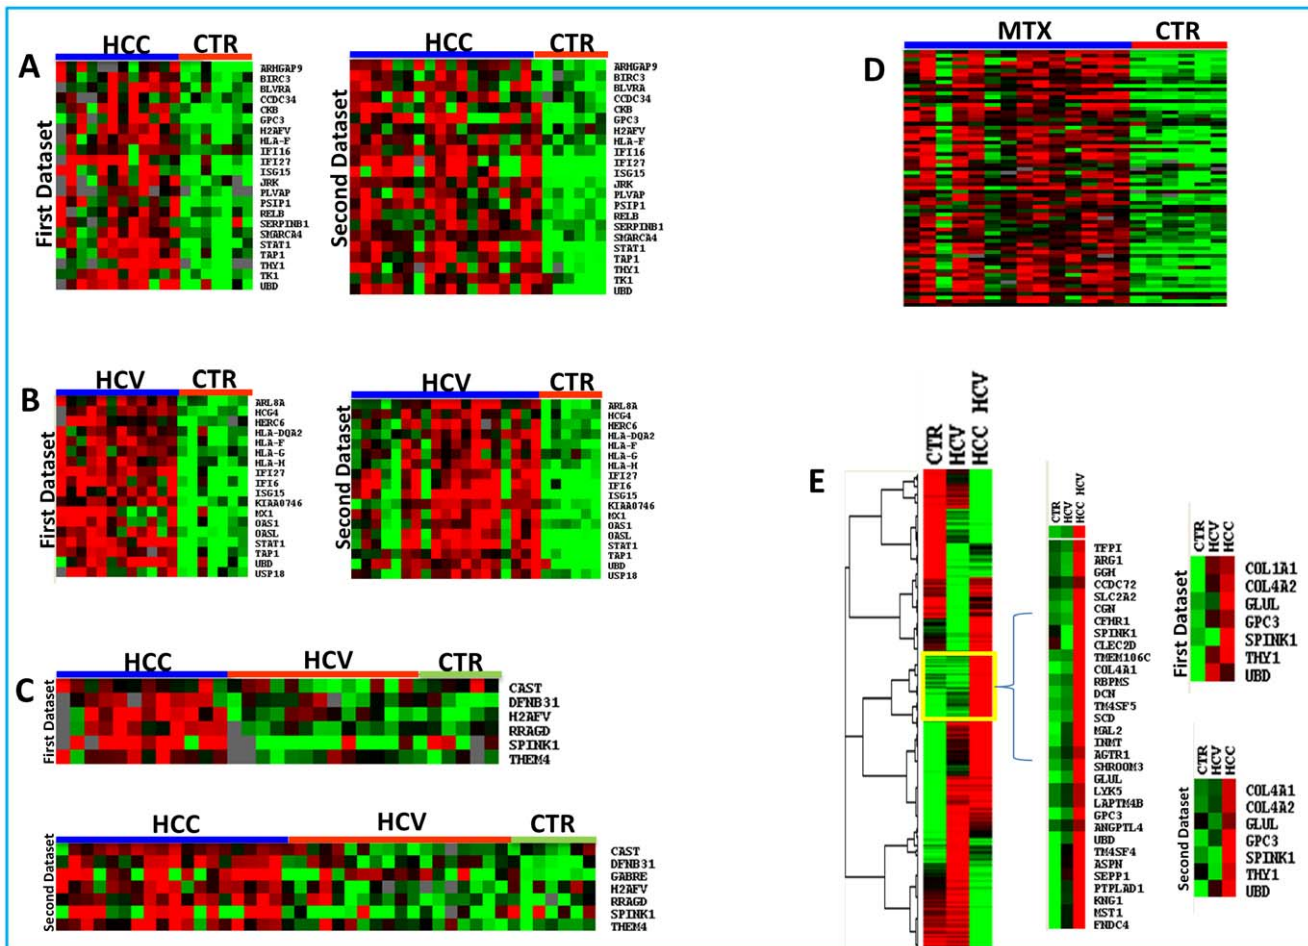 A
HCC CTR
First Dataset
ARHGAP9
BIRC3
BLVRA
CCDC34
CKB
GPC3
H2AFV
HLA-F
IFI16
IFI27
ISG15
JRK
PLVAP
PSIP1
RELB
SERPINB1
SMARCA4
STAT1
TAP1
THY1
TK1
UBD
HCC CTR
Second Dataset
ARHGAP9
BIRC3
BLVRA
CCDC34
CKB
GPC3
H2AFV
HLA-F
IFI16
IFI27
ISG15
JRK
PLVAP
PSIP1
RELB
SERPINB1
SMARCA4
STAT1
TAP1
THY1
TK1
UBD
B
HCV CTR
First Dataset
ARL8A
HCG4
HERC6
HLA-DQA2
HLA-F
HLA-G
HLA-H
IFI27
IFI6
ISG15
KIAA0746
MX1
OAS1
OASL
STAT1
TAP1
UBD
USP18
HCV CTR
Second Dataset
ARL8A
HCG4
HERC6
HLA-DQA2
HLA-F
HLA-G
HLA-H
IFI27
IFI6
ISG15
KIAA0746
MX1
OAS1
OASL
STAT1
TAP1
UBD
USP18
C
HCC HCV CTR
First Dataset
CAST
DFNB31
H2AFV
RRAGD
SPINK1
THEM4
HCC HCV CTR
Second Dataset
CAST
DFNB31
GABRE
H2AFV
RRAGD
SPINK1
THEM4
D
MTX CTR
E
CTR
HCV
HCC HCV
CTR
HCV
HCC HCV
TFPI
ARG1
GGH
CCDC72
SLC2A2
CGN
CFHR1
SPINK1
CLEC2D
TMEM106C
COL4A1
RBPMS
DCN
TM4SF5
SCD
MAL2
INMT
AGTR1
SHROOM3
GLUL
LYK5
LAPTM4B
GPC3
ANGPTL4
UBD
TM4SF4
ASPN
SEPP1
PTPLAD1
KNG1
MST1
FNDC4
First Dataset
CTR
HCV
HCC
COL1A1
COL4A2
GLUL
GPC3
SPINK1
THY1
UBD
Second Dataset
CTR
HCV
HCC
COL4A1
COL4A2
GLUL
GPC3
SPINK1
THY1
UBD